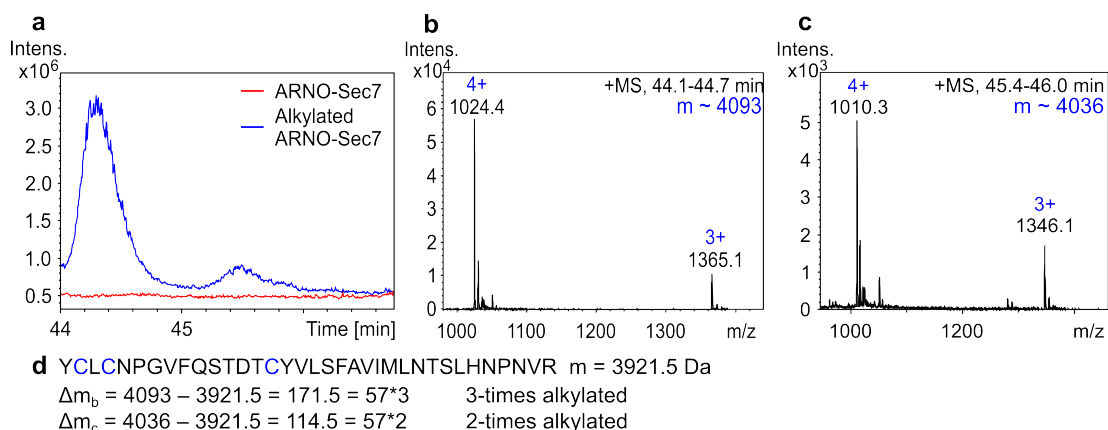 a
Intens.
x10⁶
3.0
2.5
2.0
1.5
1.0
0.5
44
45
Time [min]
ARNO-Sec7
Alkylated
ARNO-Sec7
b
Intens.
x10⁴
6
5
4
3
2
1
0
1000
1100
1200
1300
m/z
+MS, 44.1-44.7 min
m ~ 4093
4+
1024.4
3+
1365.1
c
Intens.
x10³
6
5
4
3
2
1
0
1000
1200
m/z
+MS, 45.4-46.0 min
m ~ 4036
4+
1010.3
3+
1346.1
d YCLCNPGVFQSTDTCYVLSFAVIMLNTSLHNPNVR m = 3921.5 Da
Δm_b = 4093 – 3921.5 = 171.5 = 57*3 3-times alkylated
Δm_c = 4036 – 3921.5 = 114.5 = 57*2 2-times alkylated